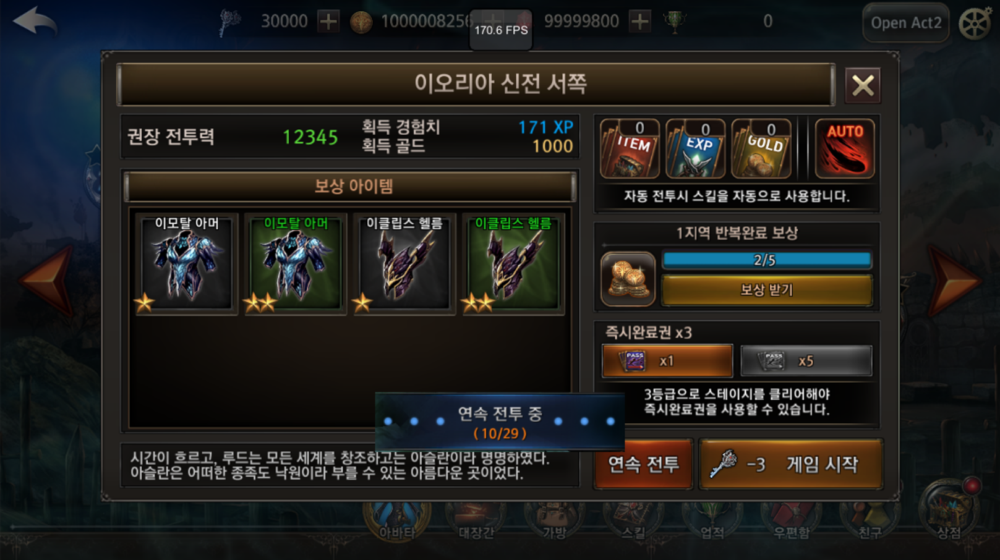 30000
1000008256
170.6 FPS
99999800
0
Open Act2
이오리아 신전 서쪽
권장 전투력
12345
획득 경험치
171 XP
획득 골드
1000
보상 아이템
이모탈 아머
이모탈 아머
이클립스 헬름
이클립스 헬름
0
ITEM
0
EXP
0
GOLD
AUTO
자동 전투시 스킬을 자동으로 사용합니다.
1지역 반복완료 보상
2/5
보상 받기
즉시완료권 x3
PASS x1
PASS x5
3등급으로 스테이지를 클리어해야
즉시완료권을 사용할 수 있습니다.
연속 전투 중
(10/29)
시간이 흐르고, 루드는 모든 세계를 창조하고는 아슬란이라 명명하였다.
아슬란은 어떠한 종족도 낙원이라 부를 수 있는 아름다운 곳이었다.
연속 전투
-3 게임 시작
아바타
대장간
가방
스킬
업적
우편함
친구
상점